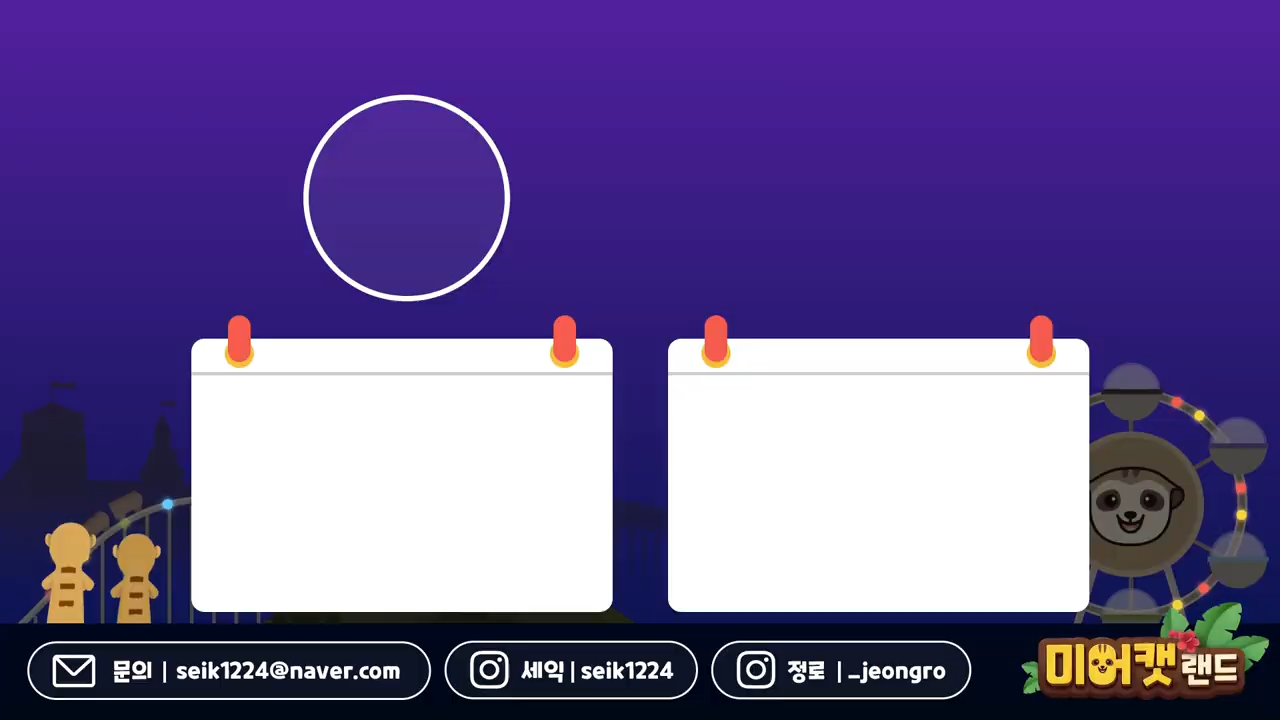 문의 | seik1224@naver.com
세익 | seik1224
정로 | _jeongro
미어캣 랜드